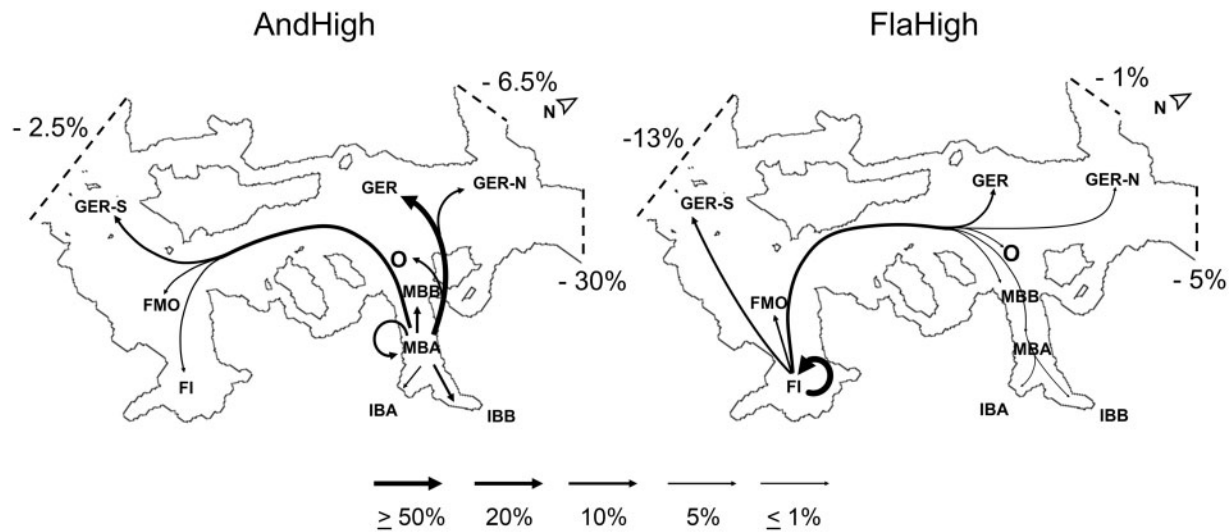 AndHigh
FlaHigh
- 6.5%
N
- 2.5%
GER
GER-N
GER-S
O
- 30%
FMO
MBB
MBA
FI
IBA
IBB
- 1%
N
-13%
GER
GER-N
GER-S
O
- 5%
FMO
MBB
MBA
FI
IBA
IBB
≥ 50%
20%
10%
5%
≤ 1%